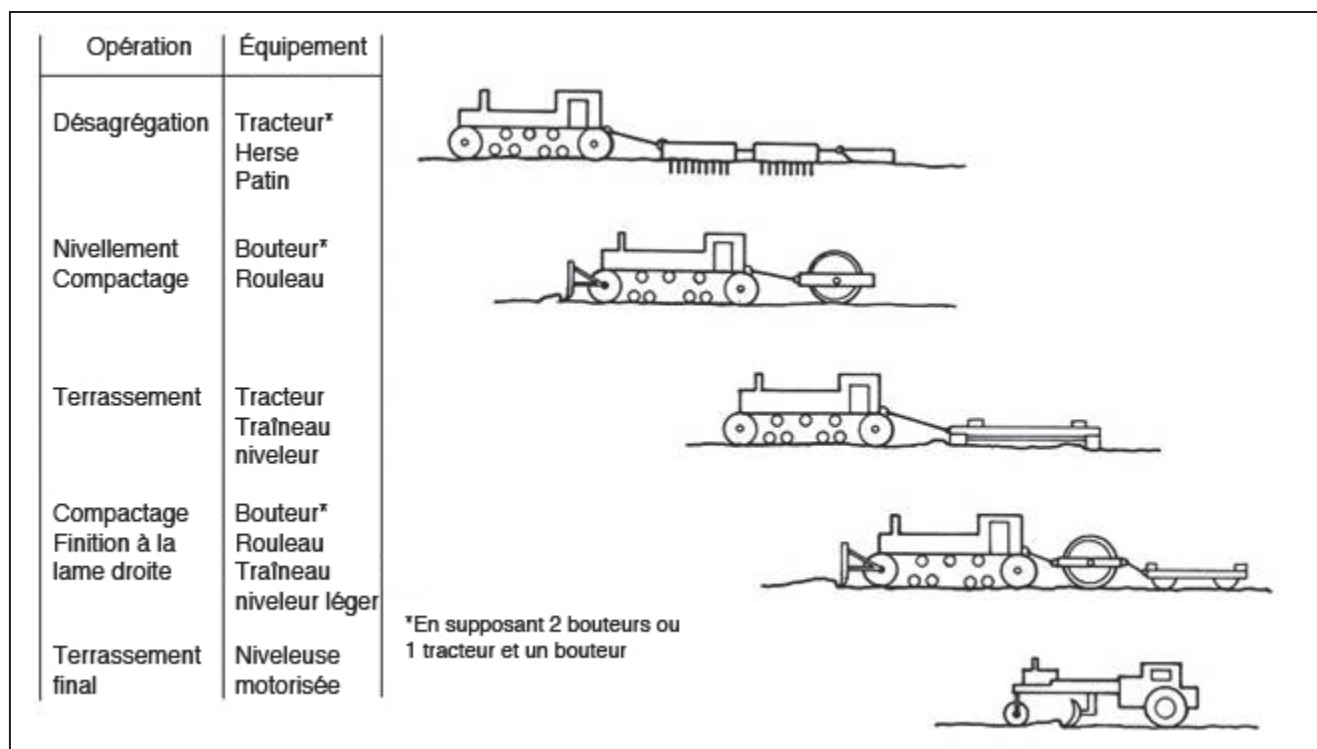 Opération Équipement
Désagrégation Tracteur*
Herse
Patin
Nivellement Bouteur*
Compactage Rouleau
Terrassement Tracteur
Traîneau
niveleur
Compactage Bouteur*
Finition à la Rouleau
lame droite Traîneau
niveleur léger
*En supposant 2 bouteurs ou
1 tracteur et un bouteur
Terrassement Niveleuse
final motorisée